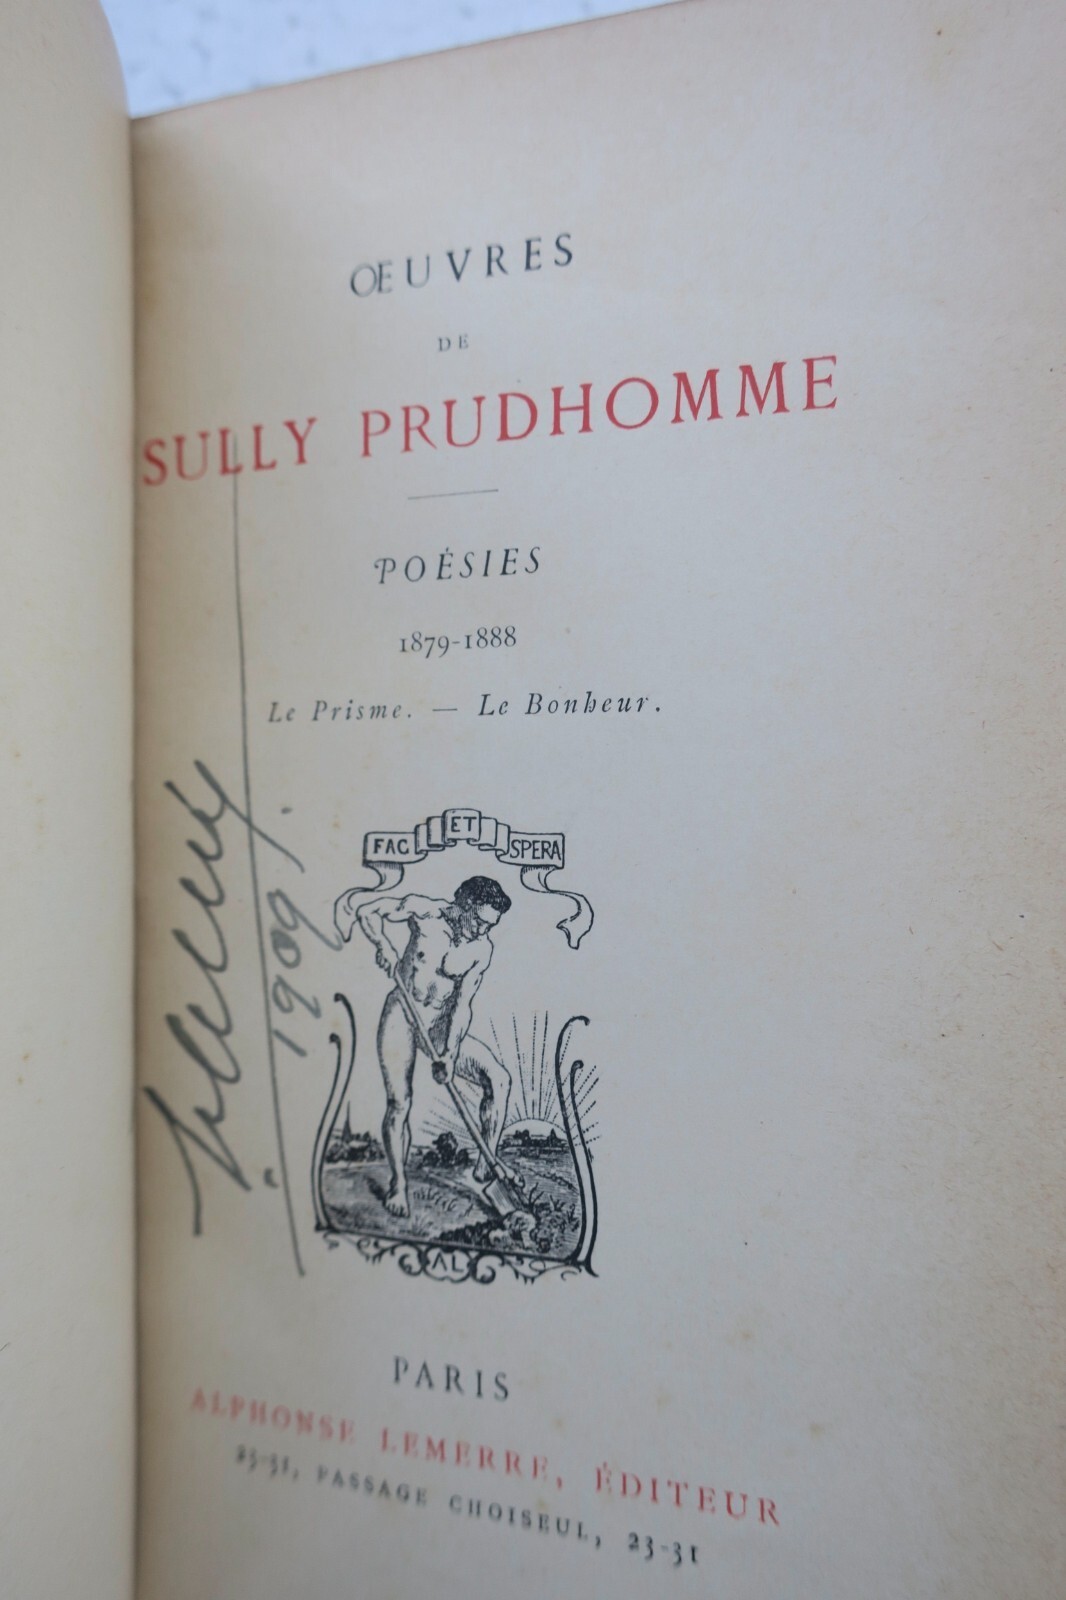 ŒUVRES
DE
SULLY PRUDHOMME
POÉSIES
1879-1888
Le Prisme. — Le Bonheur.
FAC ET SPERA
1909.
AL
PARIS
ALPHONSE LEMERRE, ÉDITEUR
23-31, PASSAGE CHOISEUL, 23-31